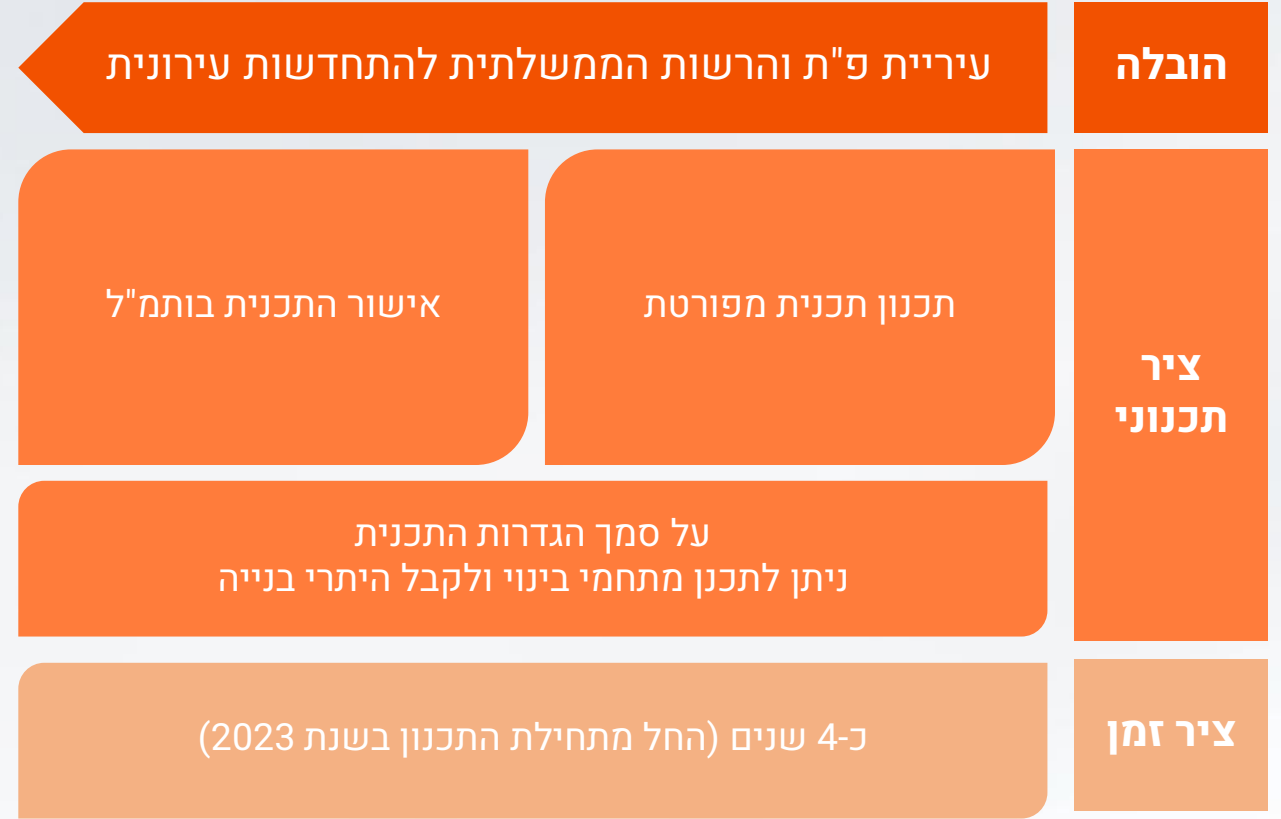 הובלה
עיריית פ"ת והרשות הממשלתית להתחדשות עירונית
ציר
תכנוני
תכנון תכנית מפורטת
אישור התכנית בותמ"ל
על סמך הגדרות התכנית
ניתן לתכנן מתחמי בינוי ולקבל היתרי בנייה
ציר זמן
כ-4 שנים (החל מתחילת התכנון בשנת 2023)